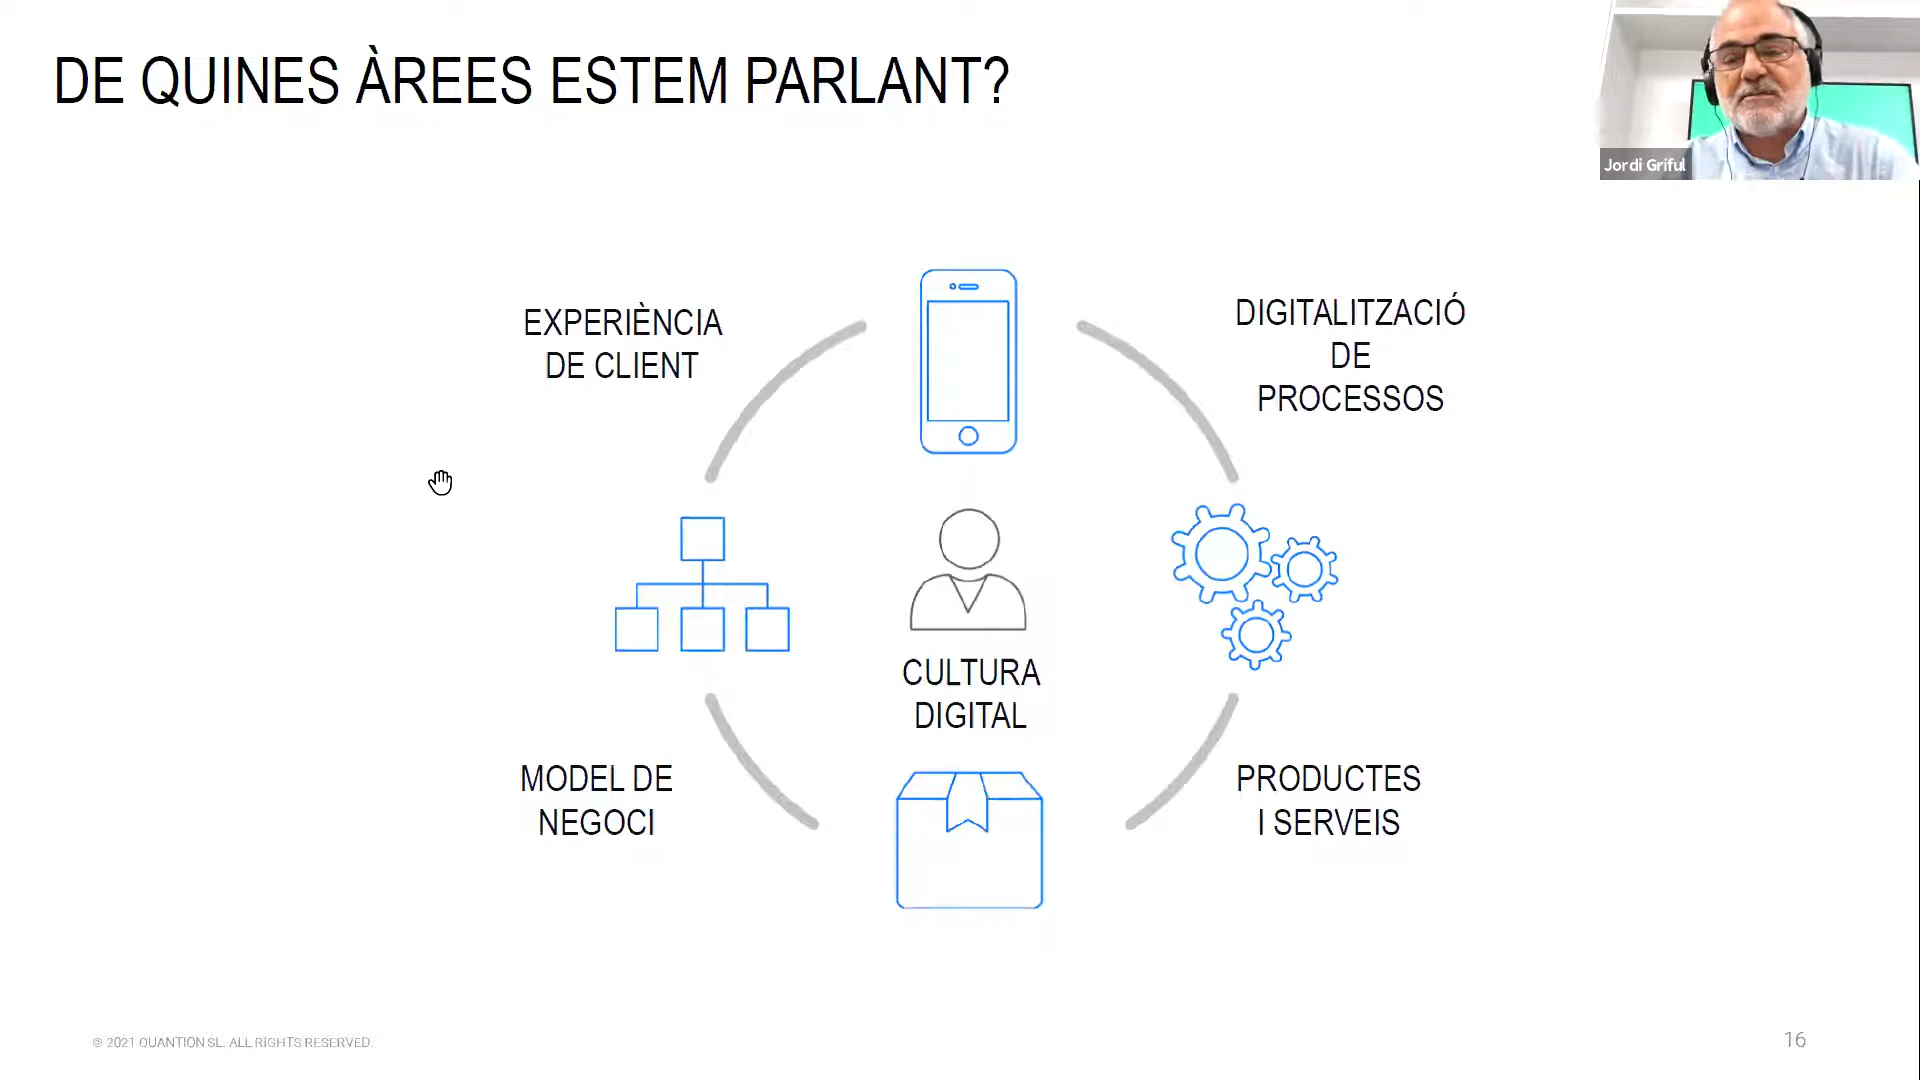 DE QUINES ÀREES ESTEM PARLANT?
Jordi Griful
EXPERIÈNCIA
DE CLIENT
DIGITALITZACIÓ
DE
PROCESSOS
CULTURA
DIGITAL
MODEL DE
NEGOCI
PRODUCTES
I SERVEIS
© 2021 QUANTION SL. ALL RIGHTS RESERVED.
16